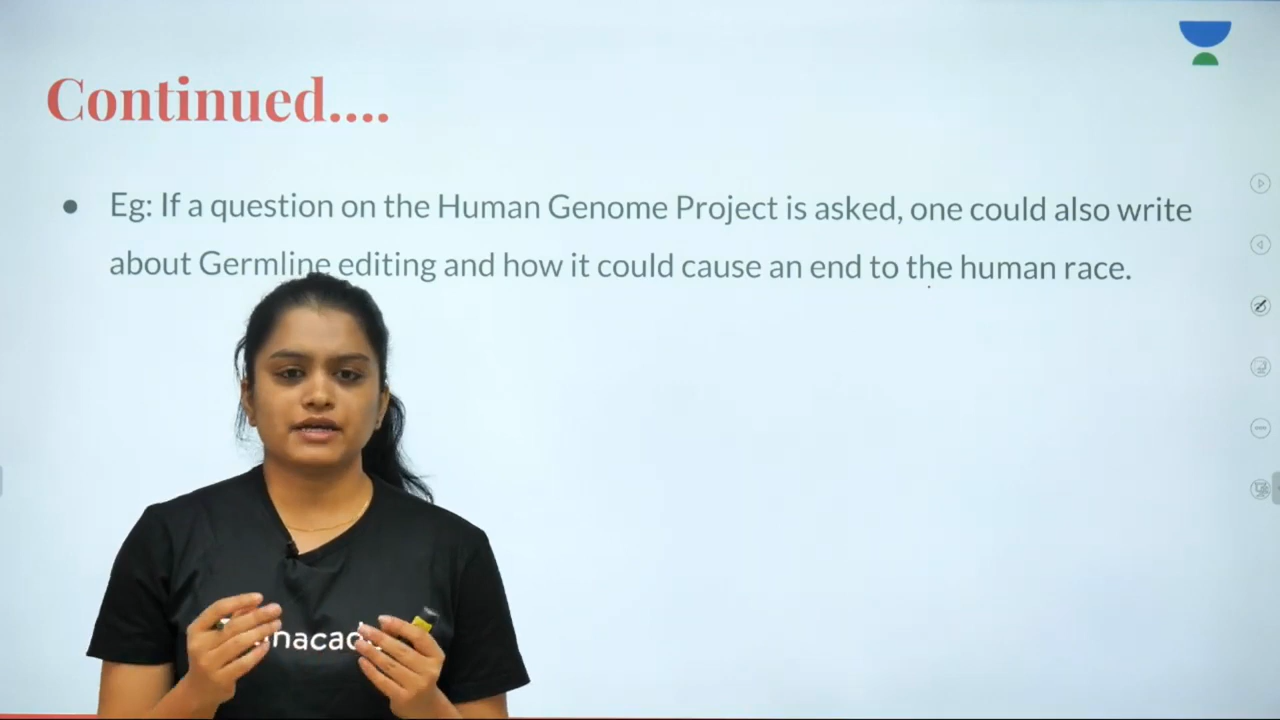 Continued....
● Eg: If a question on the Human Genome Project is asked, one could also write
about Germline editing and how it could cause an end to the human race.